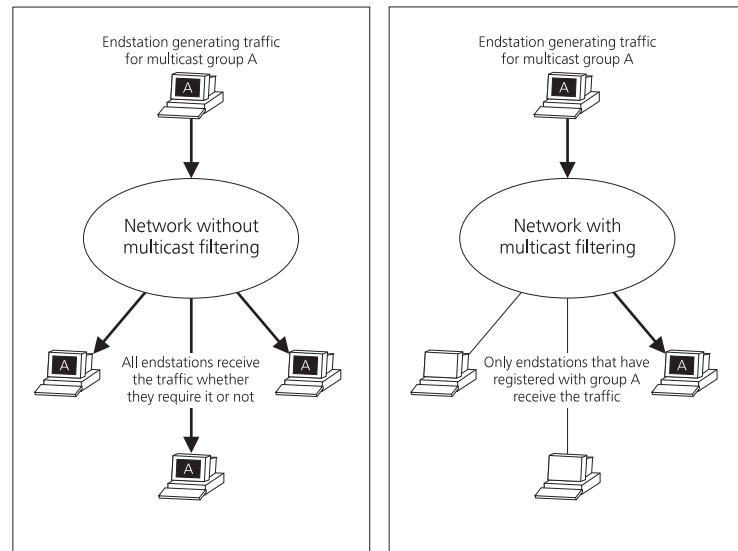 Endstation generating traffic
for multicast group A
A
Network without
multicast filtering
A
A
All endstations receive
the traffic whether
they require it or not
A
Endstation generating traffic
for multicast group A
A
Network with
multicast filtering
Only endstations that have
registered with group A
receive the traffic
A